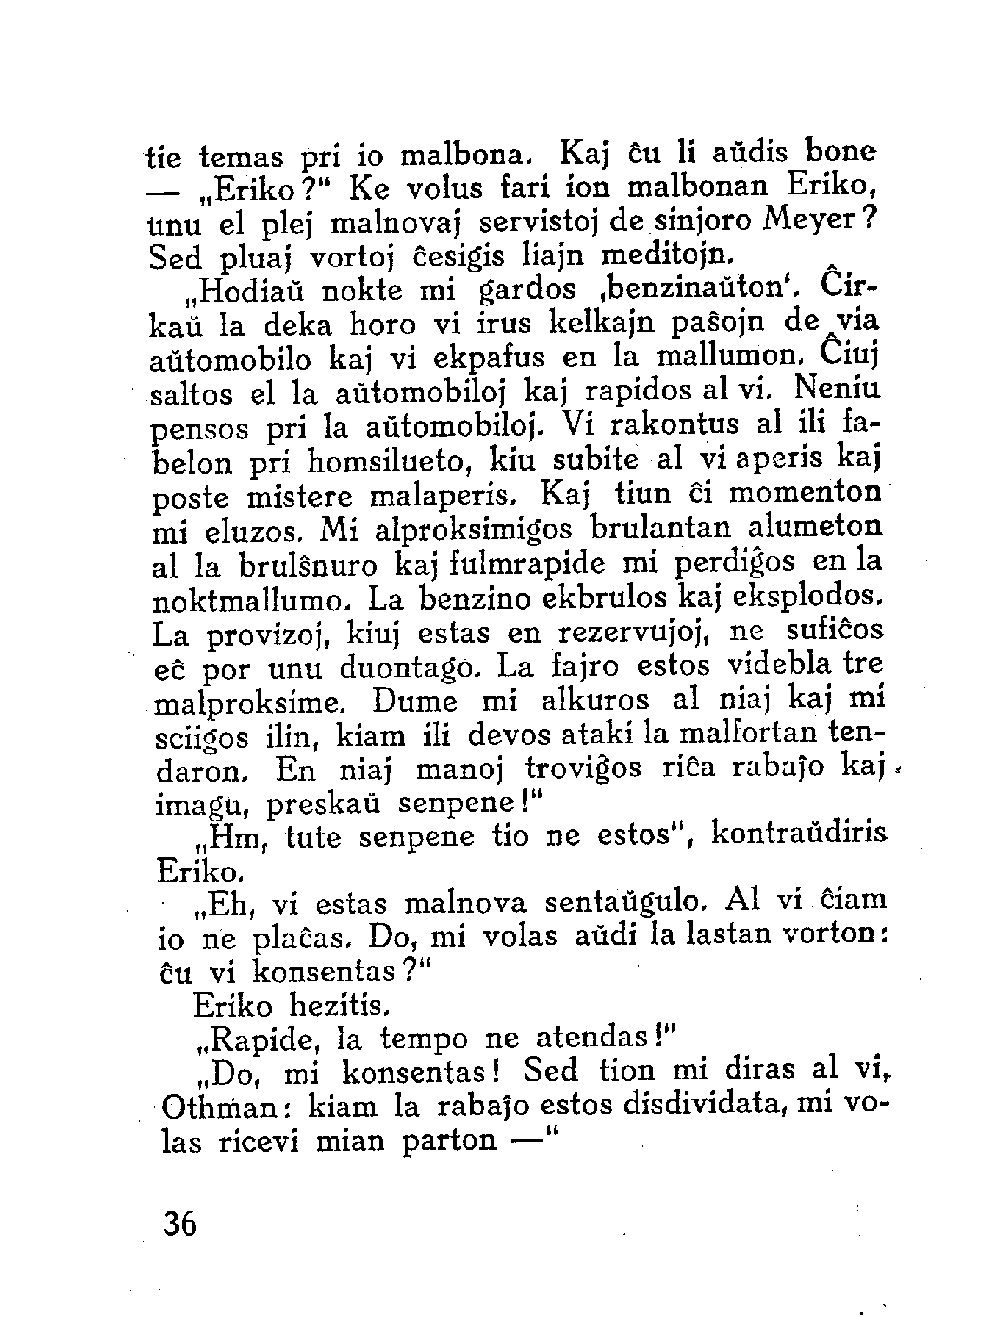 tie temas pri io malbona. Kaj ĉu li aŭdis bone
— „Eriko?“ Ke volus fari ion malbonan Eriko,
unu el plej malnovaj servistoj de sinjoro Meyer?
Sed pluaj vortoj ĉesigis liajn meditojn.
„Hodiaŭ nokte mi gardos ‚benzinaŭton‘. Ĉir-
kaŭ la deka horo vi irus kelkajn paŝojn de via
aŭtomobilo kaj vi ekpafus en la mallumon. Ĉiuj
saltos el la aŭtomobiloj kaj rapidos al vi. Neniu
pensos pri la aŭtomobiloj. Vi rakontus al ili fa-
belon pri homsilueto, kiu subite al vi aperis kaj
poste mistere malaperis. Kaj tiun ĉi momenton
mi eluzos. Mi alproksimigos brulantan alumeton
al la brulŝnuro kaj fulmrapide mi perdiĝos en la
noktmallumo. La benzino ekbrulos kaj eksplodos.
La provizoj, kiuj estas en rezervujoj, ne sufiĉos
eĉ por unu duontago. La fajro estos videbla tre
malproksime. Dume mi alkuros al niaj kaj mi
sciigos ilin, kiam ili devos ataki la malfortan ten-
daron. En niaj manoj troviĝos riĉa rabaĵo kaj
imagu, preskaŭ senpene!“
„Hm, tute senpene tio ne estos“, kontraŭdiris
Eriko.
„Eh, vi estas malnova sentaŭgulo. Al vi ĉiam
io ne plaĉas. Do, mi volas aŭdi la lastan vorton:
ĉu vi konsentas?“
Eriko hezitis.
„Rapide, la tempo ne atendas!“
„Do, mi konsentas! Sed tion mi diras al vi,
Othman: kiam la rabaĵo estos disdividata, mi vo-
las ricevi mian parton —“
36